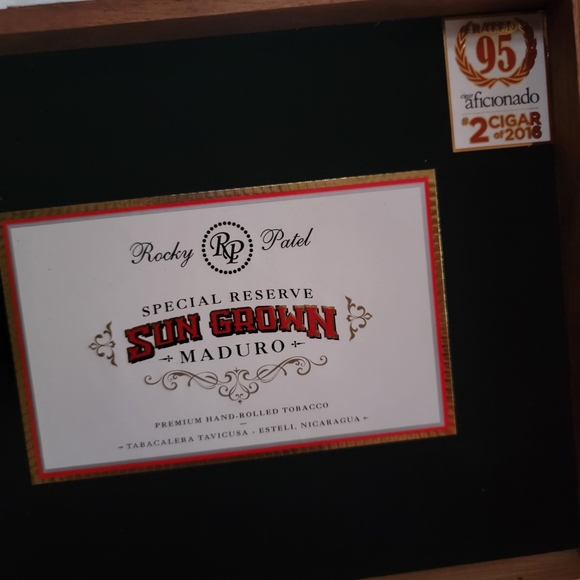 RATED
95
cigar
aficionado
#2 CIGAR
of 2016
Rocky RP Patel
SPECIAL RESERVE
SUN GROWN
MADURO
PREMIUM HAND-ROLLED TOBACCO
TABACALERA TAVICUSA - ESTELI, NICARAGUA